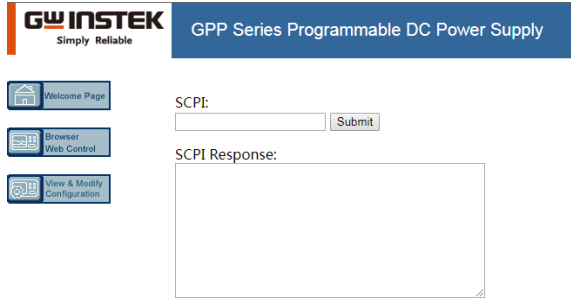 GWINSTEK
Simply Reliable
GPP Series Programmable DC Power Supply
Welcome Page
Browser
Web Control
View & Modify
Configuration
SCPI:
Submit
SCPI Response: